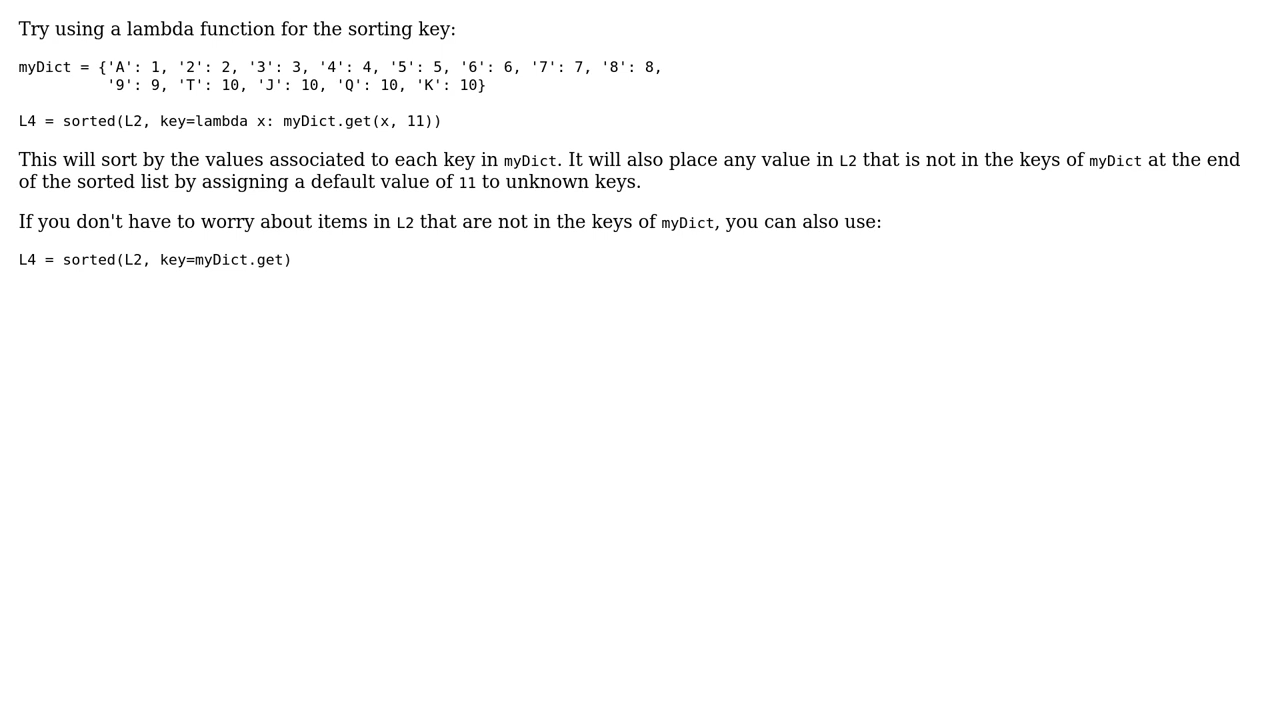 Try using a lambda function for the sorting key:
myDict = {'A': 1, '2': 2, '3': 3, '4': 4, '5': 5, '6': 6, '7': 7, '8': 8,
          '9': 9, 'T': 10, 'J': 10, 'Q': 10, 'K': 10}
L4 = sorted(L2, key=lambda x: myDict.get(x, 11))
This will sort by the values associated to each key in myDict. It will also place any value in L2 that is not in the keys of myDict at the end
of the sorted list by assigning a default value of 11 to unknown keys.
If you don't have to worry about items in L2 that are not in the keys of myDict, you can also use:
L4 = sorted(L2, key=myDict.get)